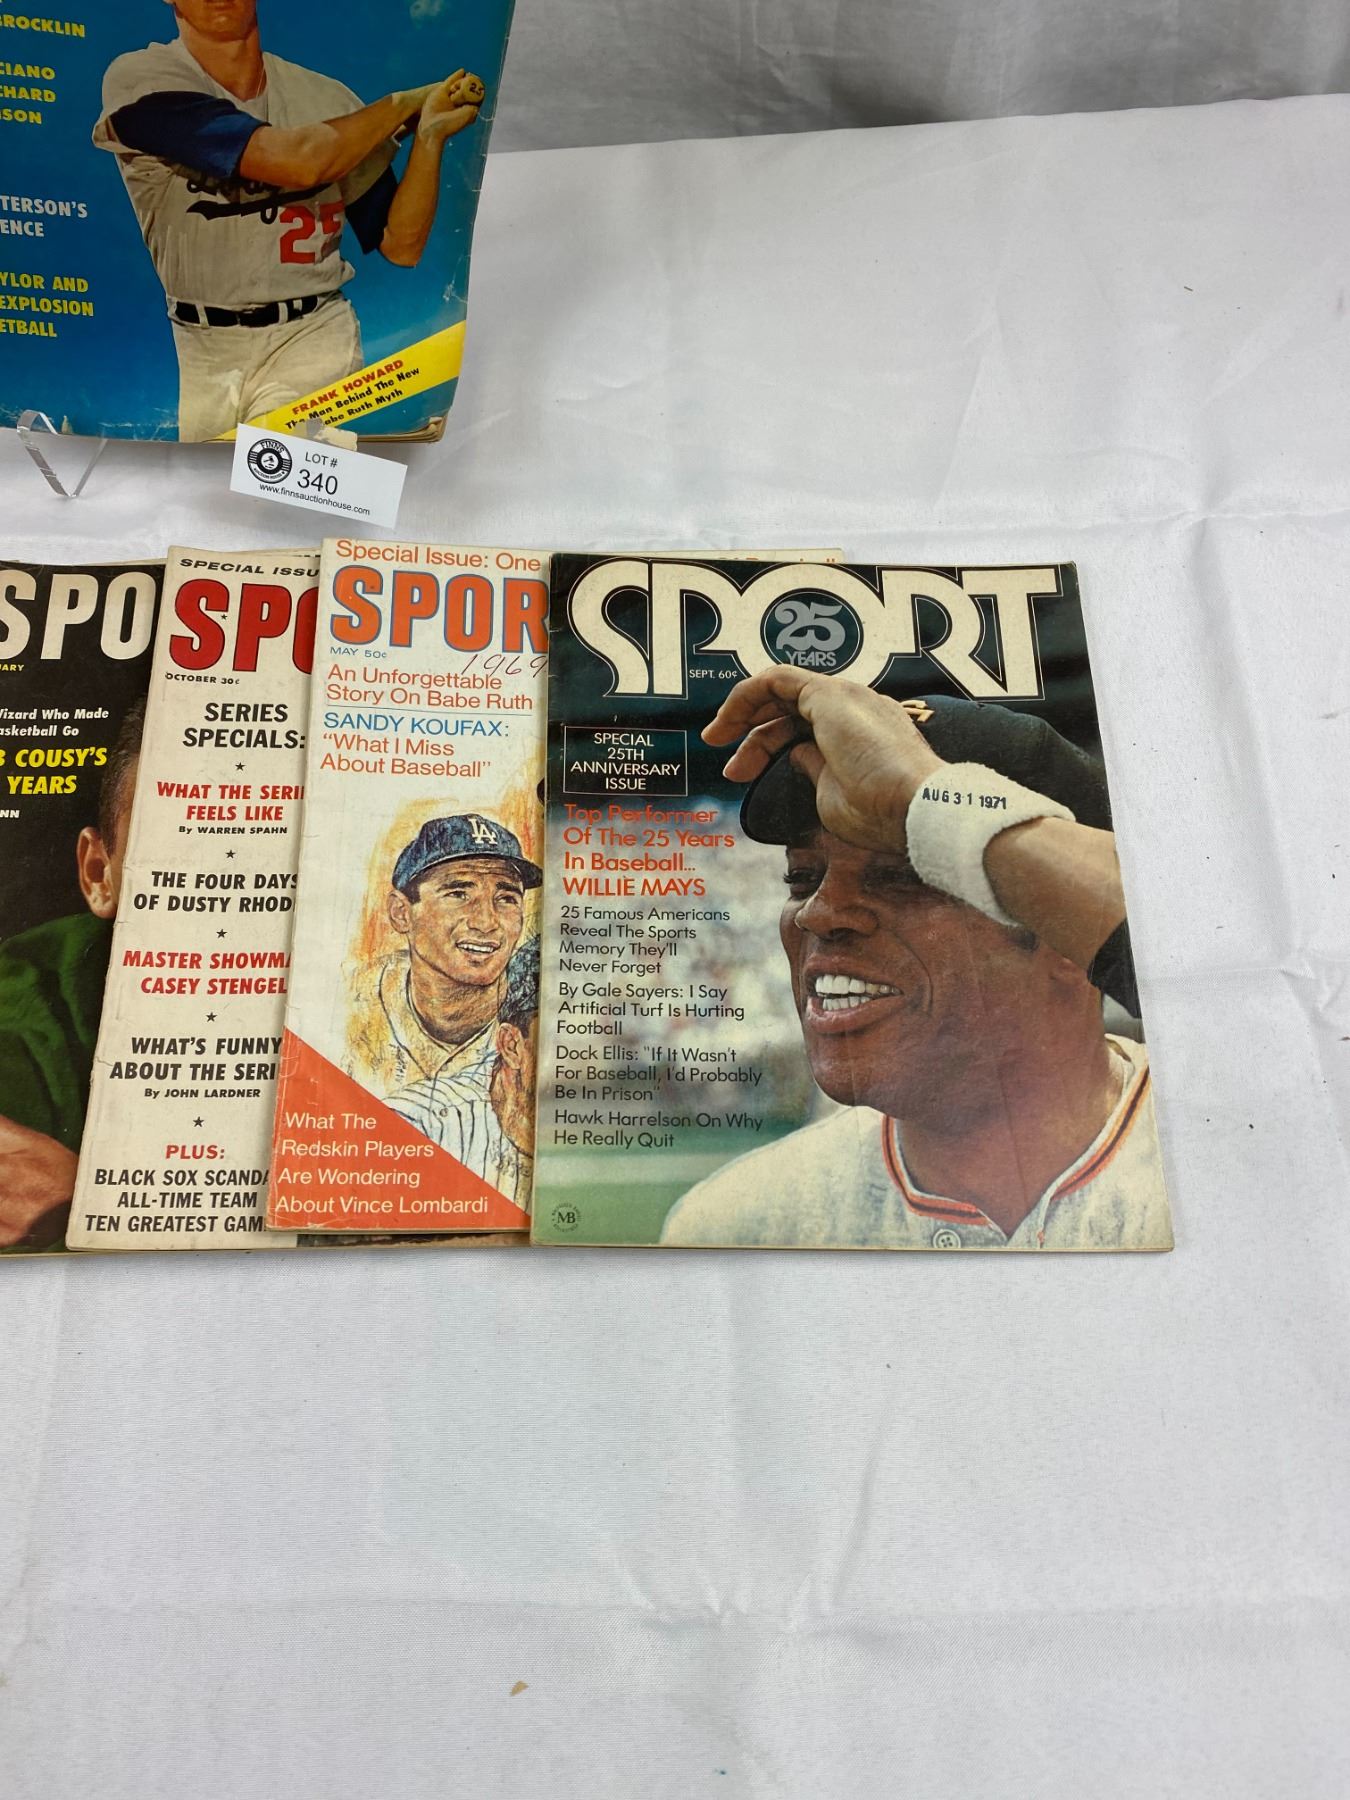 BROCKLIN
CIANO
CHARD
SON
TERSON'S
ENCE
YLOR AND
EXPLOSION
ETBALL
25
FRANK HOWARD
The Man Behind The New
Babe Ruth Myth
FINNS
LOT #
340
www.finnsauctionhouse.com
SPO
UARY
Wizard Who Made
asketball Go
B COUSY'S
YEARS
NN
SPECIAL ISSU
SPO
OCTOBER 30¢
SERIES
SPECIALS:
WHAT THE SERI
FEELS LIKE
By WARREN SPAHN
THE FOUR DAYS
OF DUSTY RHOD
MASTER SHOWMA
CASEY STENGEL
WHAT'S FUNNY
ABOUT THE SERI
By JOHN LARDNER
PLUS:
BLACK SOX SCANDA
ALL-TIME TEAM
TEN GREATEST GAM
Special Issue: One
SPOR
MAY 50¢
1969
An Unforgettable
Story On Babe Ruth
SANDY KOUFAX:
"What I Miss
About Baseball"
LA
What The
Redskin Players
Are Wondering
About Vince Lombardi
SPORT
25
YEARS
SEPT. 60¢
SPECIAL
25TH
ANNIVERSARY
ISSUE
AUG 31 1971
Top Performer
Of The 25 Years
In Baseball...
WILLIE MAYS
25 Famous Americans
Reveal The Sports
Memory They'll
Never Forget
By Gale Sayers: I Say
Artificial Turf Is Hurting
Football
Dock Ellis: "If It Wasn't
For Baseball, I'd Probably
Be In Prison"
Hawk Harrelson On Why
He Really Quit
MB